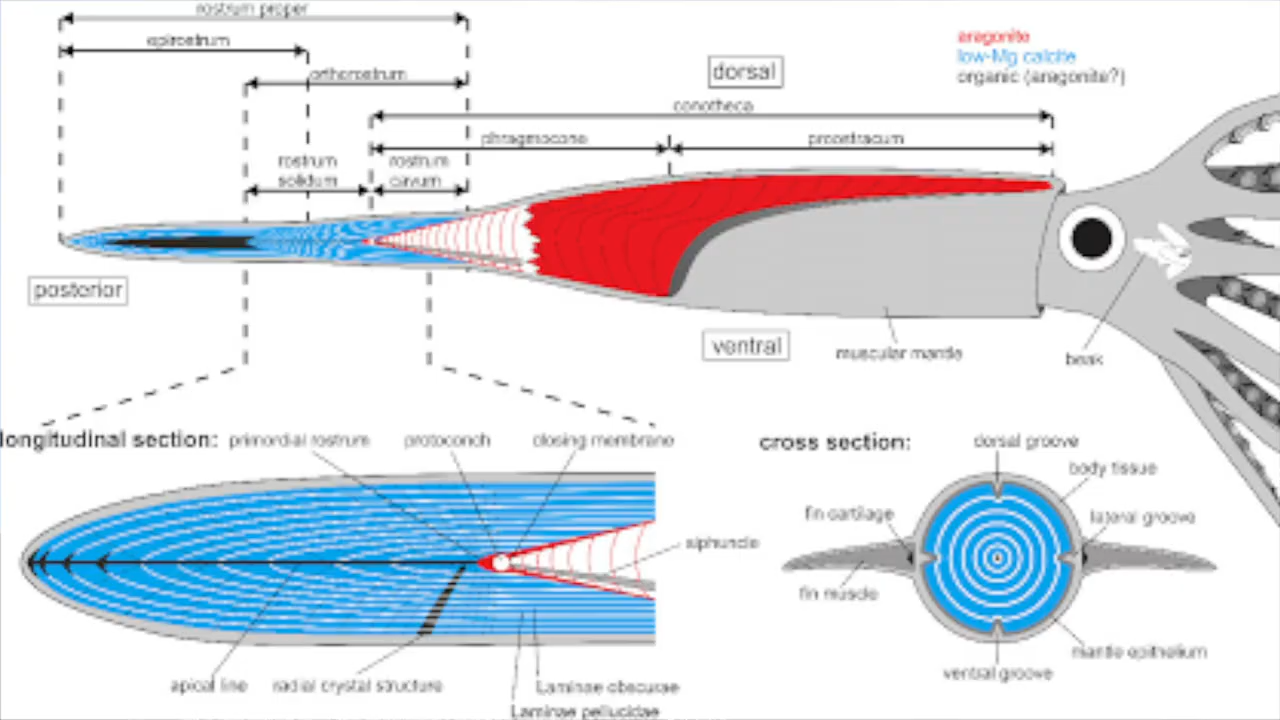 rostrum proper
epirostrum
orthorostrum
aragonite
low-Mg calcite
organic (aragonite?)
dorsal
conotheca
phragmocone
proostracum
rostrum
solidum
rostrum
cavum
posterior
ventral
muscular mantle
beak
longitudinal section:
primordial rostrum
protoconch
closing membrane
cross section:
dorsal groove
body tissue
fin cartilage
lateral groove
siphuncle
fin muscle
mantle epithelium
ventral groove
apical line
radial crystal structure
Laminae obscurae
Laminae pellucidae